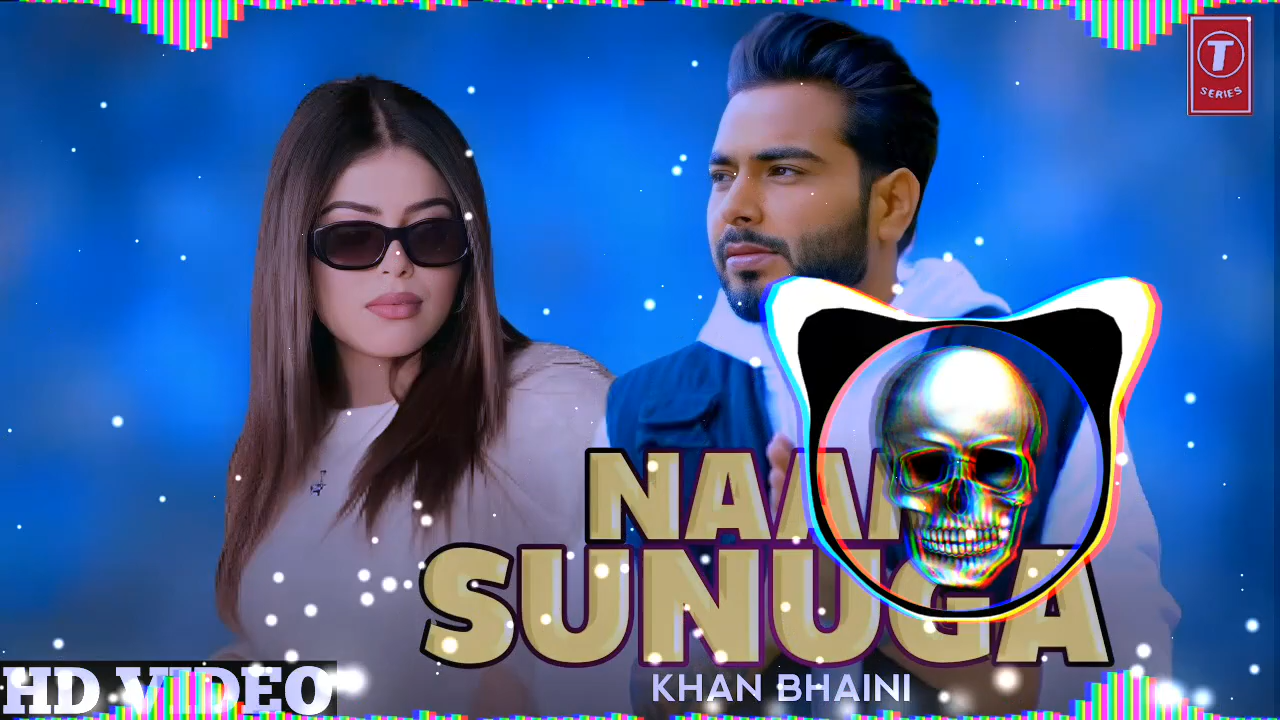 T
SERIES
SUNUGA
KHAN BHAINI
HD VIDEO